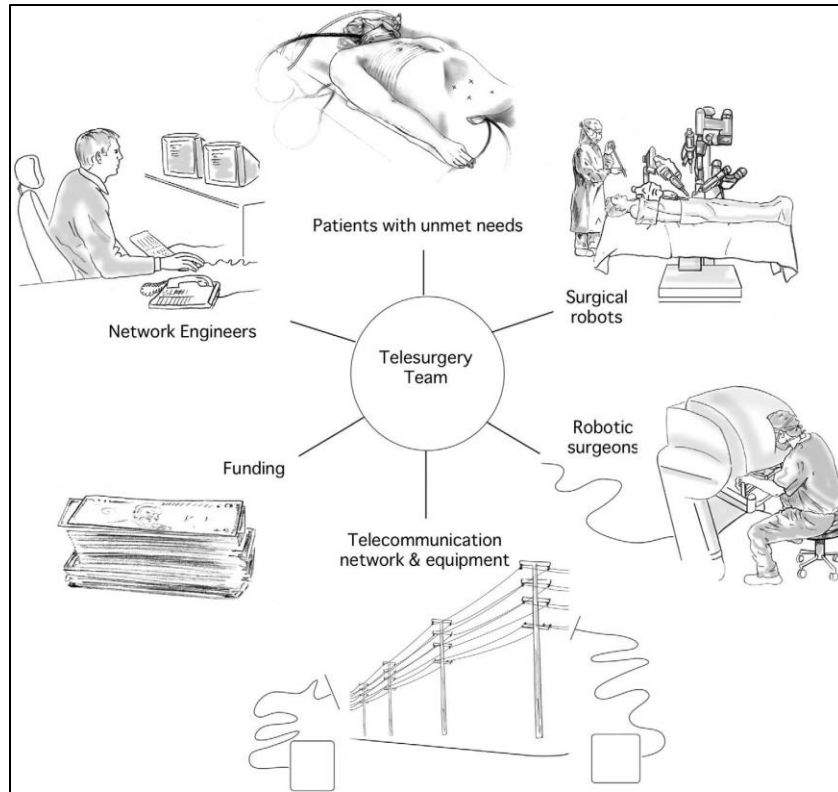 Patients with unmet needs
Surgical
robots
Network Engineers
Telesurgery
Team
Robotic
surgeons
Funding
Telecommunication
network & equipment